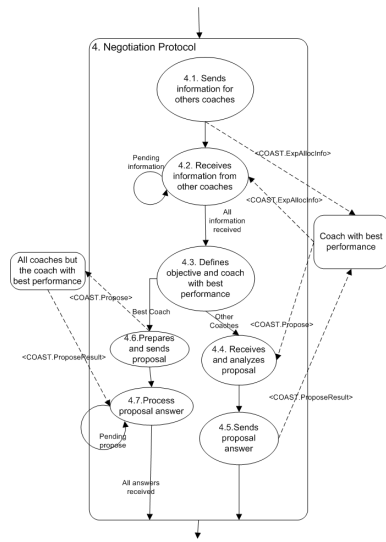 4. Negotiation Protocol
4.1. Sends
information for
others coaches
<COAST.ExpAllocInfo>
Pending
information
4.2. Receives
information from
other coaches
<COAST.ExpAllocInfo>
All
information
received
Coach with best
performance
All coaches but
the coach with
best performance
4.3. Defines
objective and coach
with best
performance
<COAST.Propose>
Best Coach
Other
Coaches
<COAST.Propose>
4.6.Prepares
and sends
proposal
4.4. Receives
and analyzes
proposal
<COAST.ProposeResult>
4.7.Process
proposal answer
<COAST.ProposeResult>
4.5.Sends
proposal
answer
Pending
propose
All answers
received